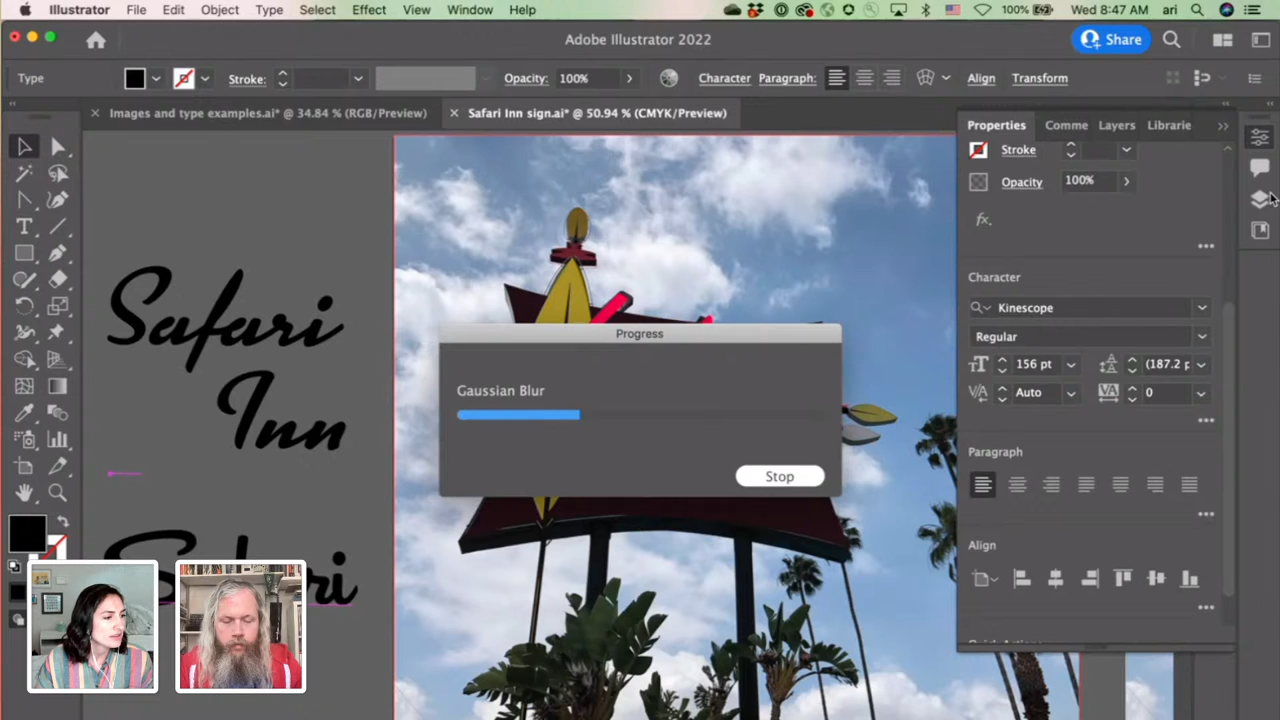 Illustrator File Edit Object Type Select Effect View Window Help 100% Wed 8:47 AM ari
Adobe Illustrator 2022 Share
Type Stroke: Opacity: 100% Character Paragraph: Align Transform
Images and type examples.ai* @ 34.84 % (RGB/Preview) Safari Inn sign.ai* @ 50.94 % (CMYK/Preview)
Properties Comme Layers Librarie
Stroke
Opacity 100%
fx.
Character
Kinescope
Regular
156 pt (187.2 p
Auto 0
Paragraph
Align
Safari
Inn
Progress
Gaussian Blur
Stop